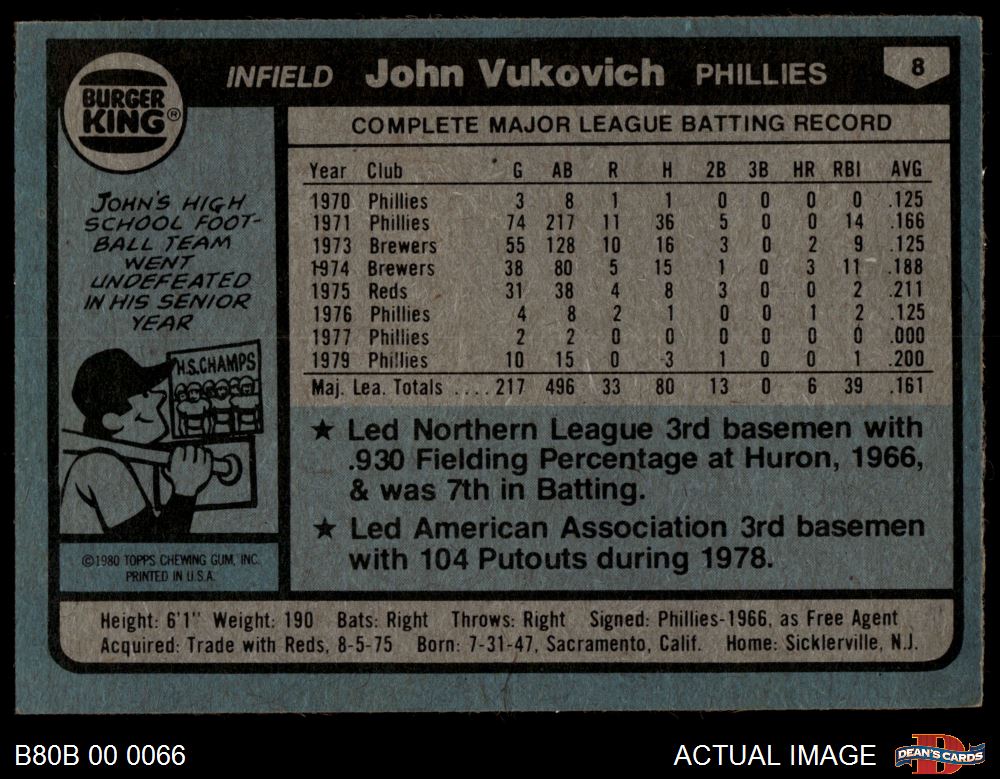 BURGER
KING®
INFIELD John Vukovich PHILLIES 8
COMPLETE MAJOR LEAGUE BATTING RECORD
Year Club G AB R H 2B 3B HR RBI AVG
1970 Phillies 3 8 1 1 0 0 0 0 .125
1971 Phillies 74 217 11 36 5 0 0 14 .166
1973 Brewers 55 128 10 16 3 0 2 9 .125
1974 Brewers 38 80 5 15 1 0 3 11 .188
1975 Reds 31 38 4 8 3 0 0 2 .211
1976 Phillies 4 8 2 1 0 0 1 2 .125
1977 Phillies 2 2 0 0 0 0 0 0 .000
1979 Phillies 10 15 0 3 1 0 0 1 .200
Maj. Lea. Totals .... 217 496 33 80 13 0 6 39 .161
JOHN'S HIGH
SCHOOL FOOT-
BALL TEAM
WENT
UNDEFEATED
IN HIS SENIOR
YEAR
H.S. CHAMPS
★ Led Northern League 3rd basemen with
.930 Fielding Percentage at Huron, 1966,
& was 7th in Batting.
★ Led American Association 3rd basemen
with 104 Putouts during 1978.
©1980 TOPPS CHEWING GUM, INC.
PRINTED IN U.S.A.
Height: 6'1" Weight: 190 Bats: Right Throws: Right Signed: Phillies-1966, as Free Agent
Acquired: Trade with Reds, 8-5-75 Born: 7-31-47, Sacramento, Calif. Home: Sicklerville, N.J.
B80B 00 0066
ACTUAL IMAGE
D
DEAN'S CARDS